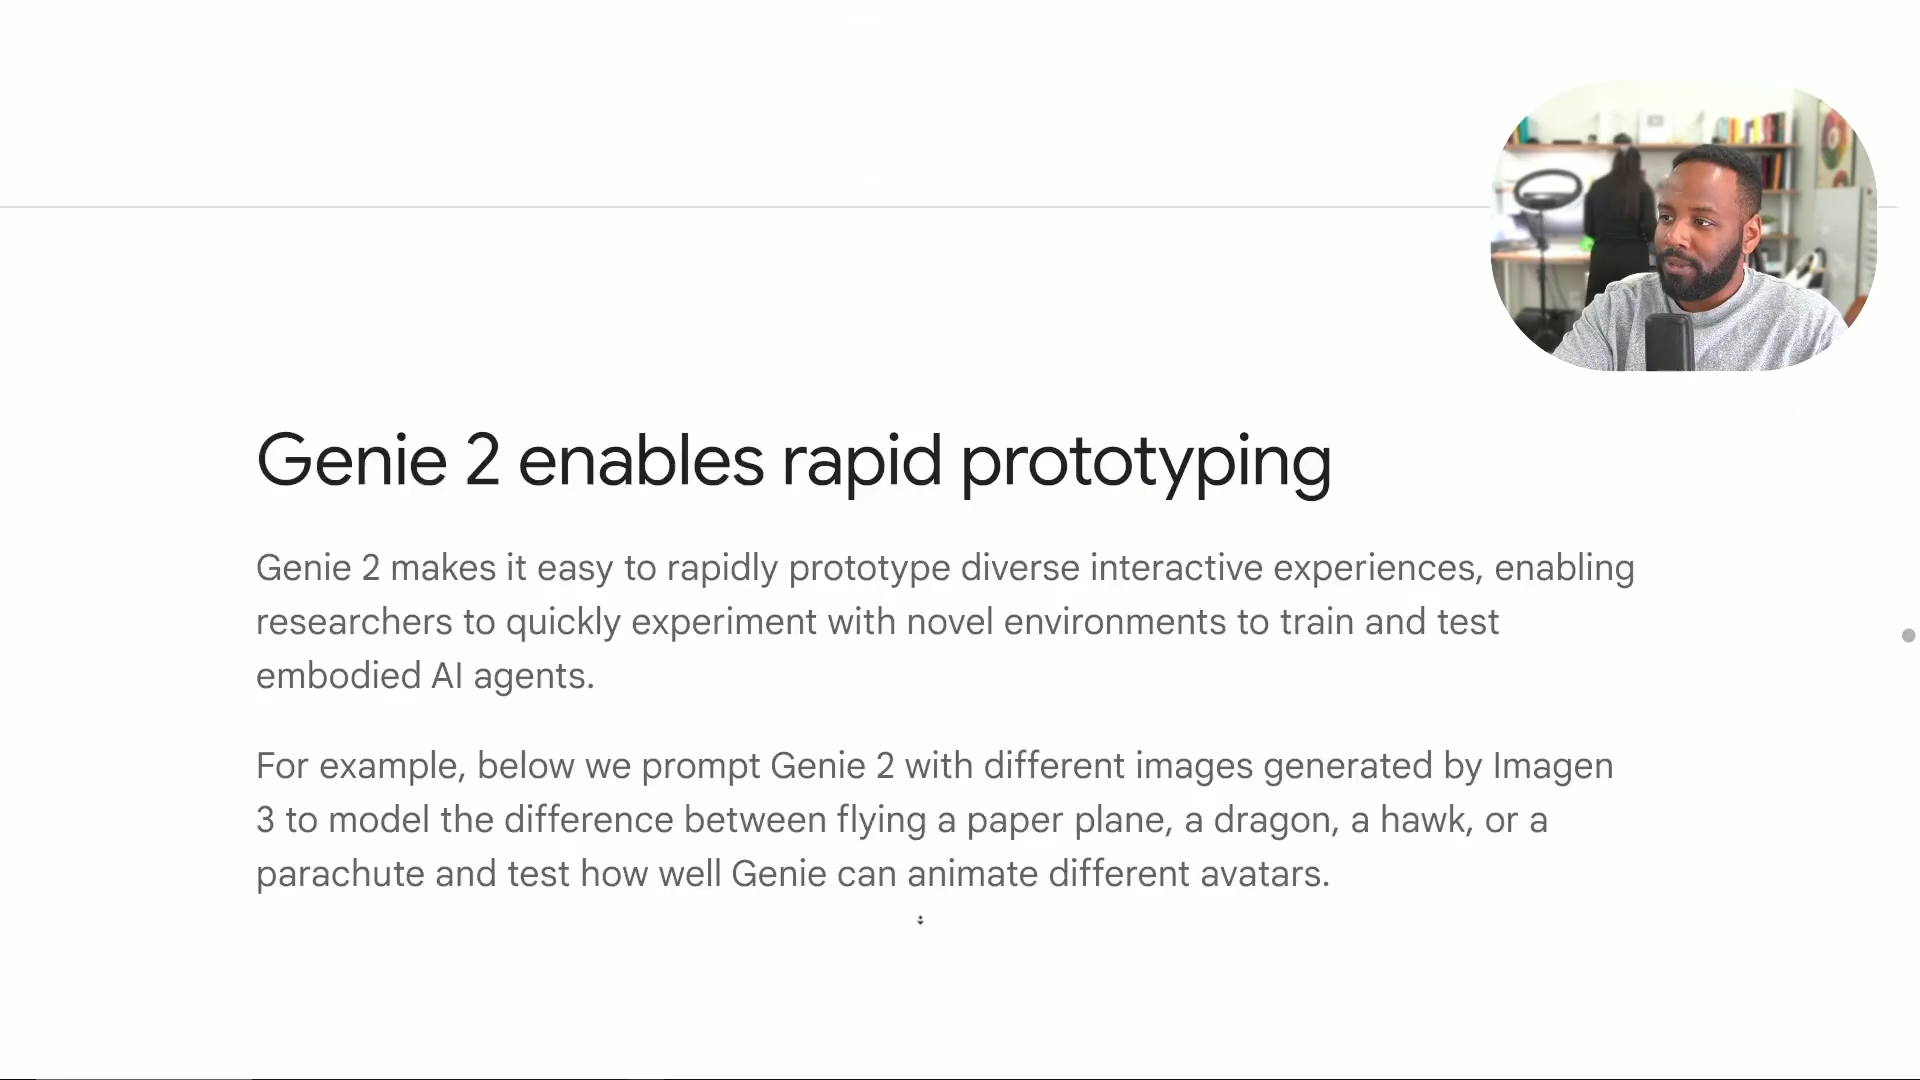 Genie 2 enables rapid prototyping
Genie 2 makes it easy to rapidly prototype diverse interactive experiences, enabling
researchers to quickly experiment with novel environments to train and test
embodied AI agents.
For example, below we prompt Genie 2 with different images generated by Imagen
3 to model the difference between flying a paper plane, a dragon, a hawk, or a
parachute and test how well Genie can animate different avatars.